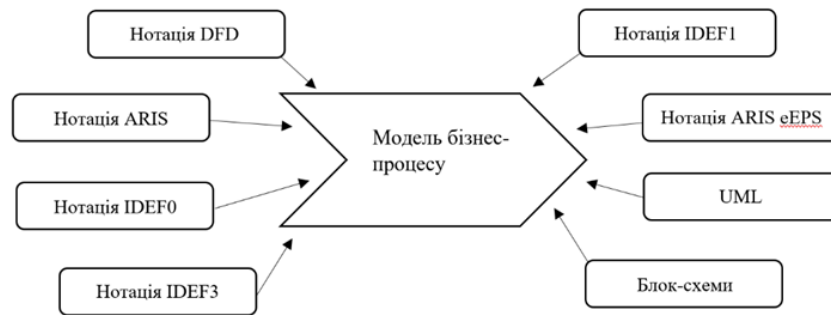 Нотація DFD
Нотація IDEF1
Нотація ARIS
Модель бізнес-
процесу
Нотація ARIS eEPS
Нотація IDEF0
UML
Нотація IDEF3
Блок-схеми